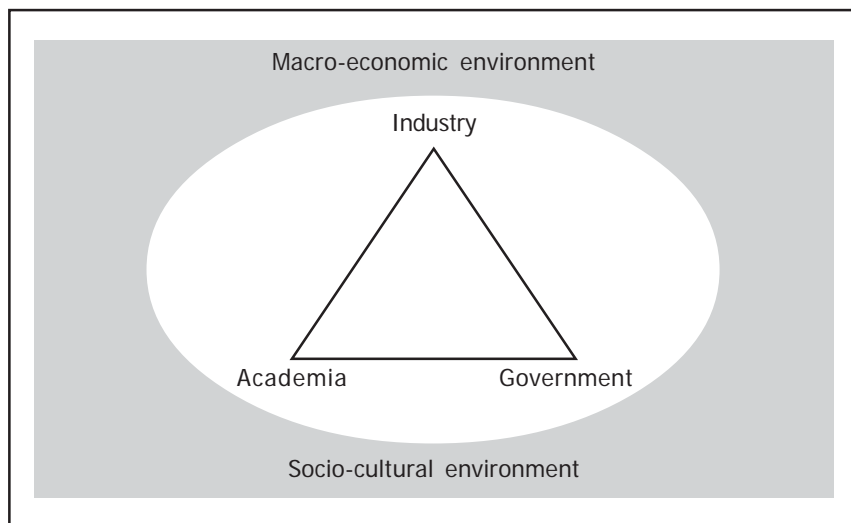 Macro-economic environment
Industry
Academia Government
Socio-cultural environment